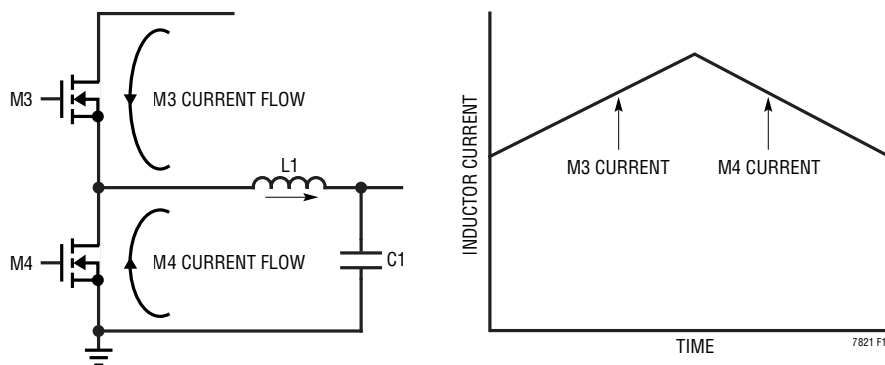 M3
M3 CURRENT FLOW
L1
M4
M4 CURRENT FLOW
C1
INDUCTOR CURRENT
M3 CURRENT
M4 CURRENT
TIME
7821 F1